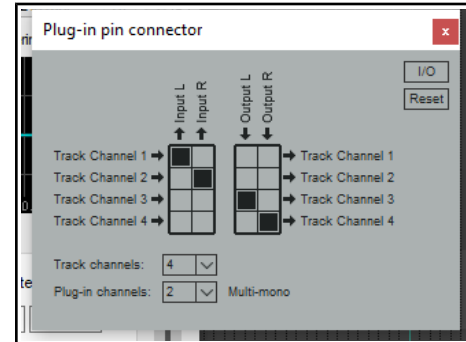 Plug-in pin connector
x
I/O
Reset
Input L
Input R
Output L
Output R
Track Channel 1 Track Channel 1
Track Channel 2 Track Channel 2
Track Channel 3 Track Channel 3
Track Channel 4 Track Channel 4
Track channels: 4
Plug-in channels: 2 Multi-mono